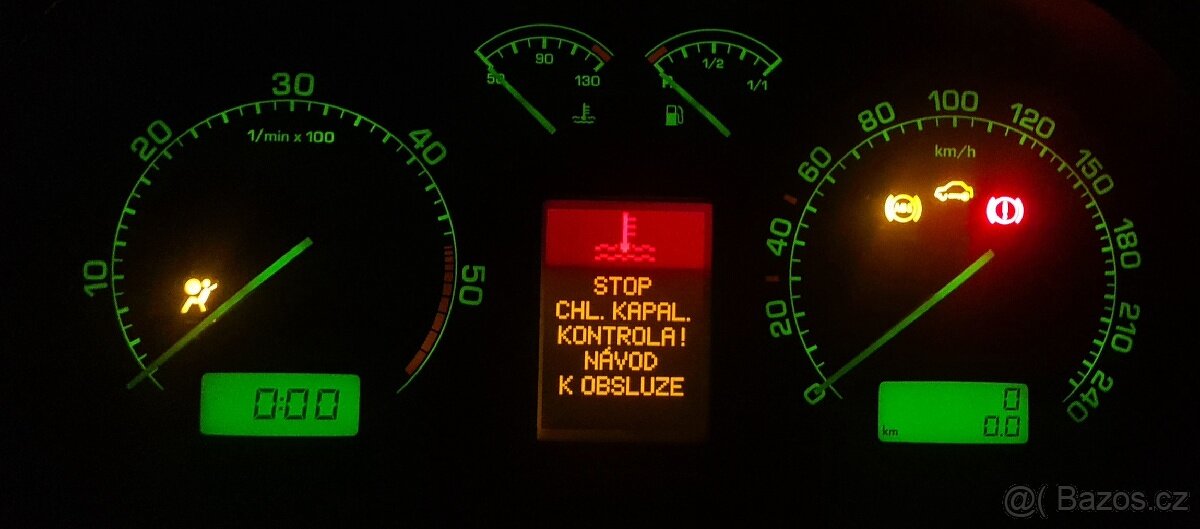 10
20
30
40
50
1/min x 100
0:00
50
90
130
1/2
1/1
STOP
CHL. KAPAL.
KONTROLA!
NÁVOD
K OBSLUZE
0
20
40
60
80
100
120
150
180
210
240
km/h
ABS
0
km 0.0
@( Bazos.cz